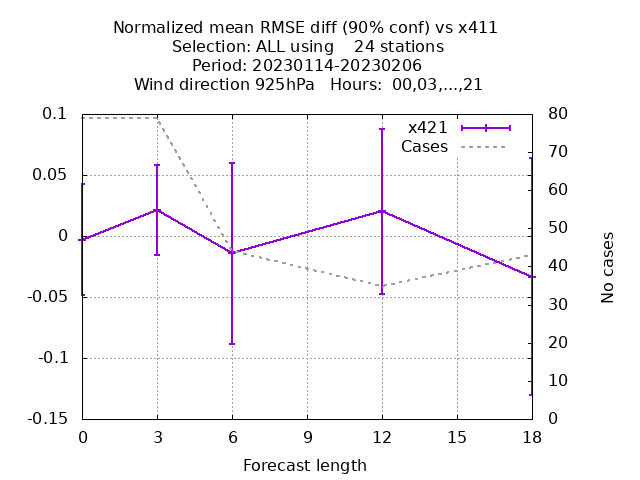 Normalized mean RMSE diff (90% conf) vs x411
Selection: ALL using    24 stations
Period: 20230114-20230206
Wind direction 925hPa   Hours:  00,03,...,21
x421
Cases
0.1
0.05
0
-0.05
-0.1
-0.15
80
70
60
50
40
30
20
10
0
No cases
0 3 6 9 12 15 18
Forecast length